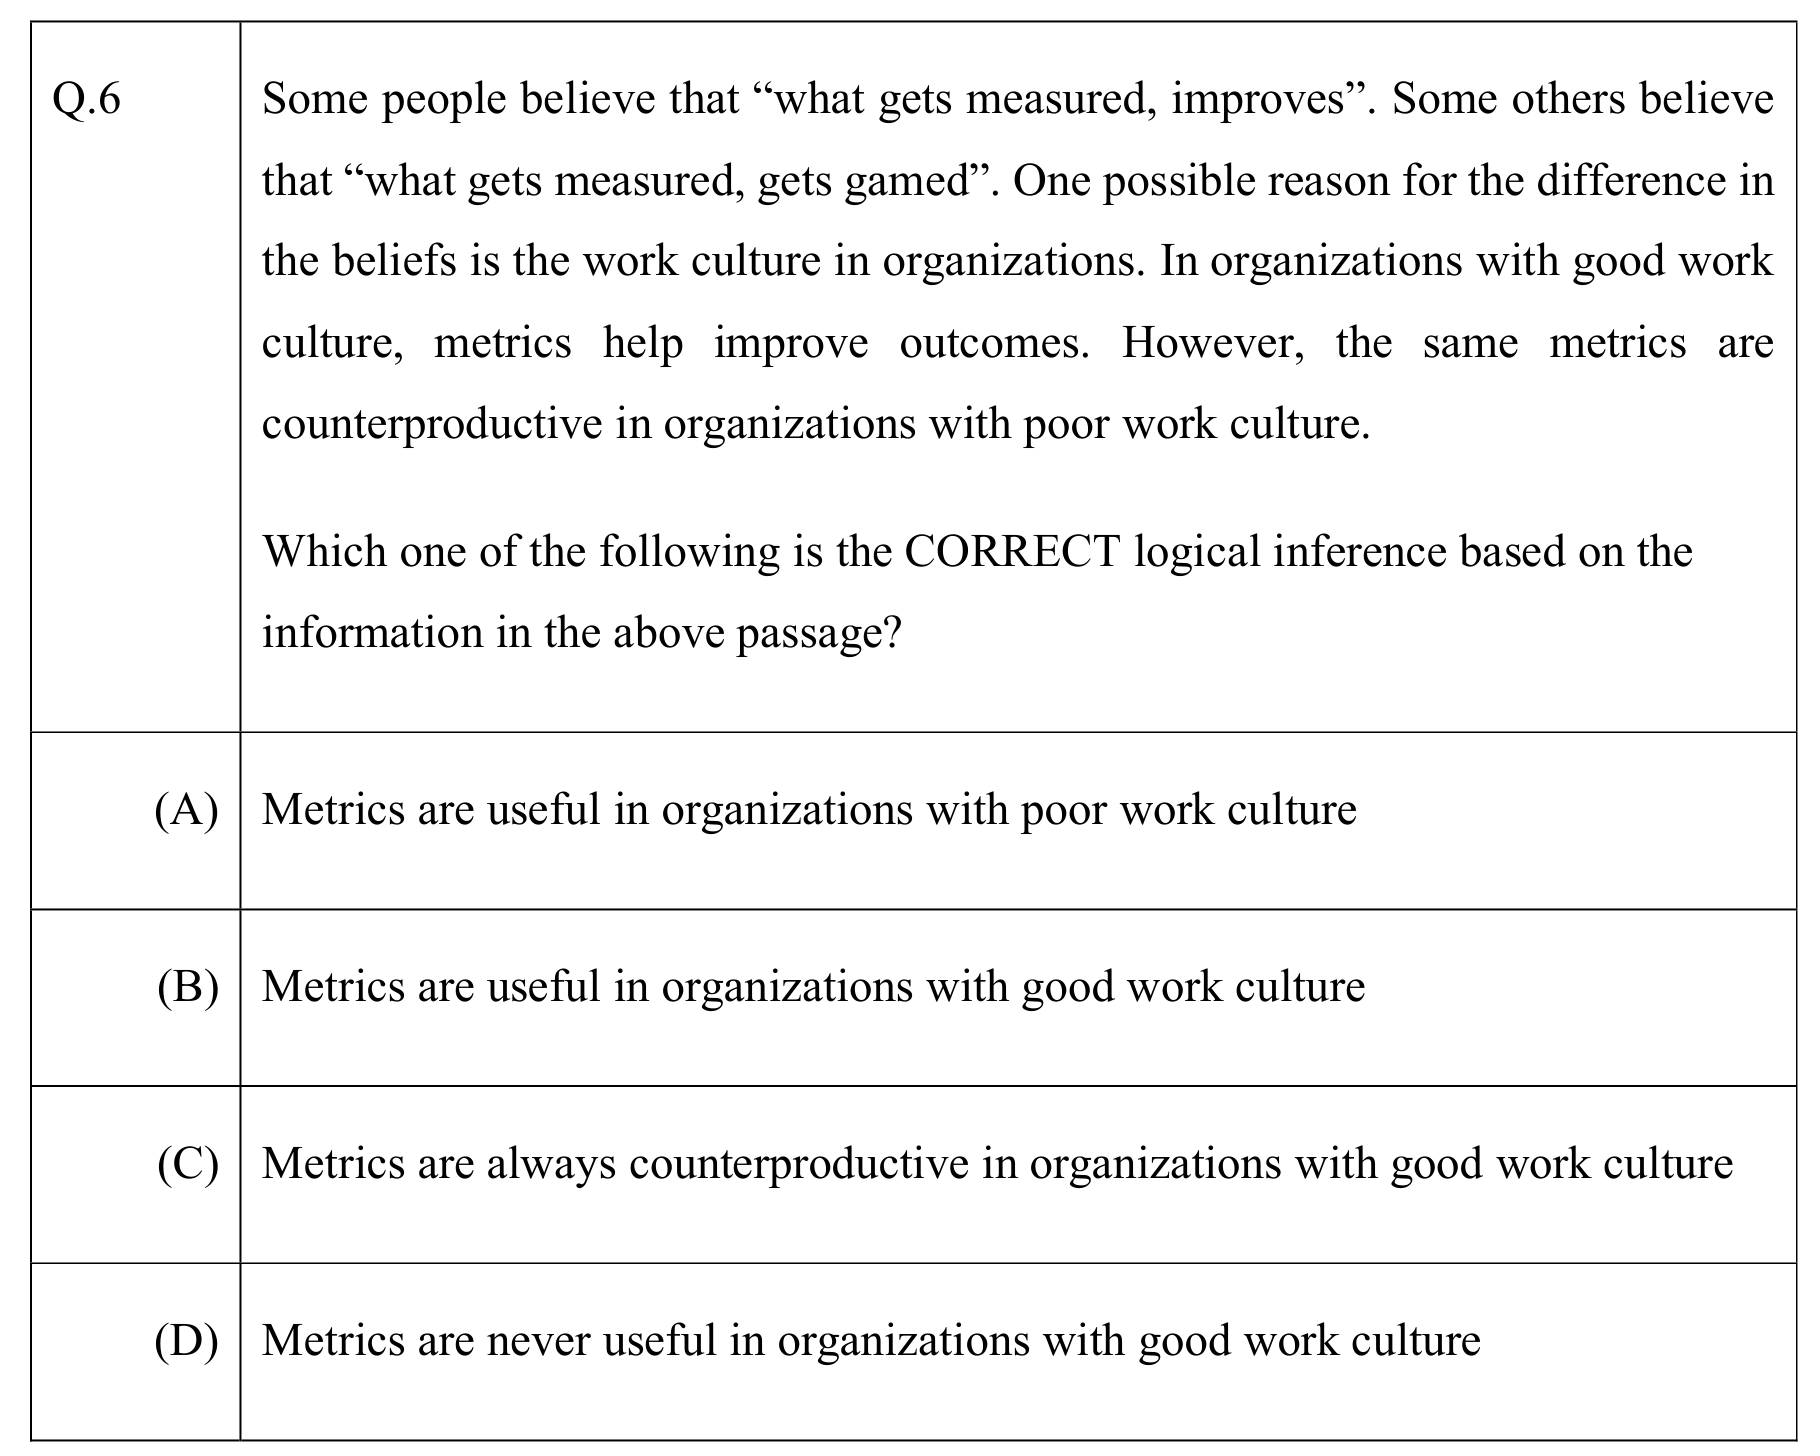 Q.6 Some people believe that “what gets measured, improves”. Some others believe
that “what gets measured, gets gamed”. One possible reason for the difference in
the beliefs is the work culture in organizations. In organizations with good work
culture, metrics help improve outcomes. However, the same metrics are
counterproductive in organizations with poor work culture.
Which one of the following is the CORRECT logical inference based on the
information in the above passage?
(A) Metrics are useful in organizations with poor work culture
(B) Metrics are useful in organizations with good work culture
(C) Metrics are always counterproductive in organizations with good work culture
(D) Metrics are never useful in organizations with good work culture